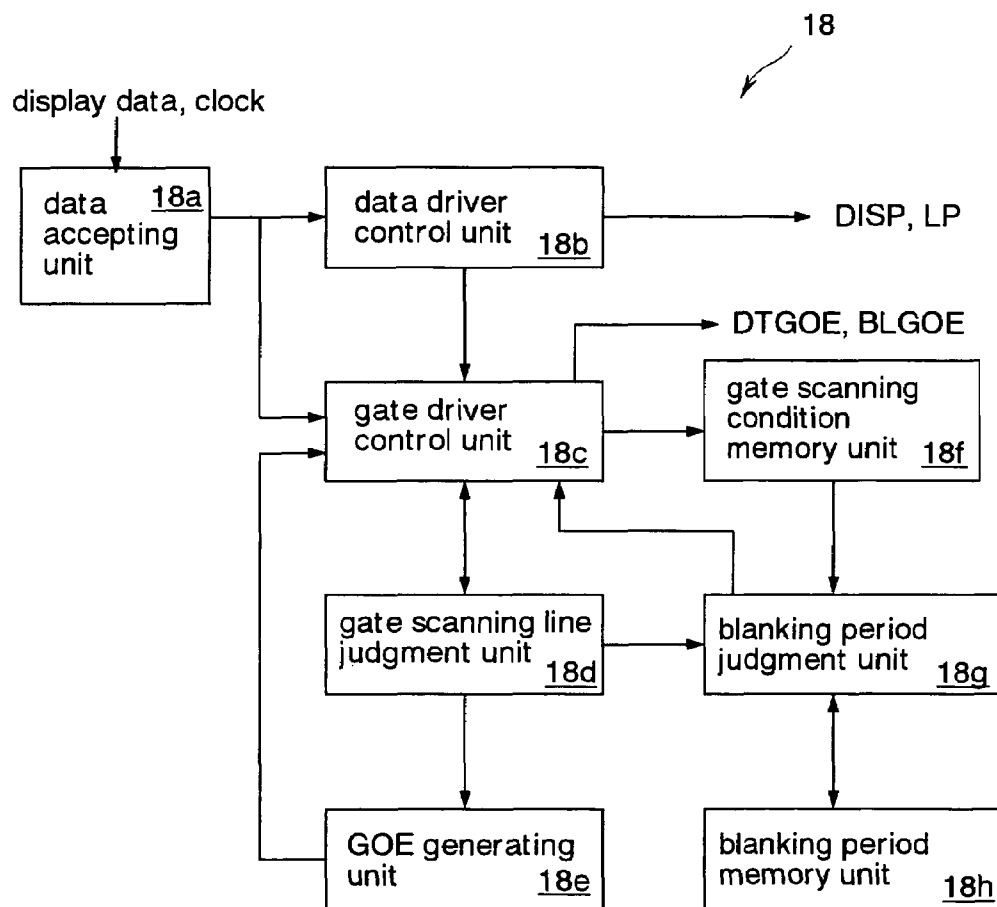 18
display data, clock
data
accepting
unit
18a
data driver
control unit
18b
DISP, LP
DTGOE, BLGOE
gate driver
control unit
18c
gate scanning
condition
memory unit
18f
gate scanning line
judgment unit
18d
blanking period
judgment unit
18g
GOE generating
unit
18e
blanking period
memory unit
18h